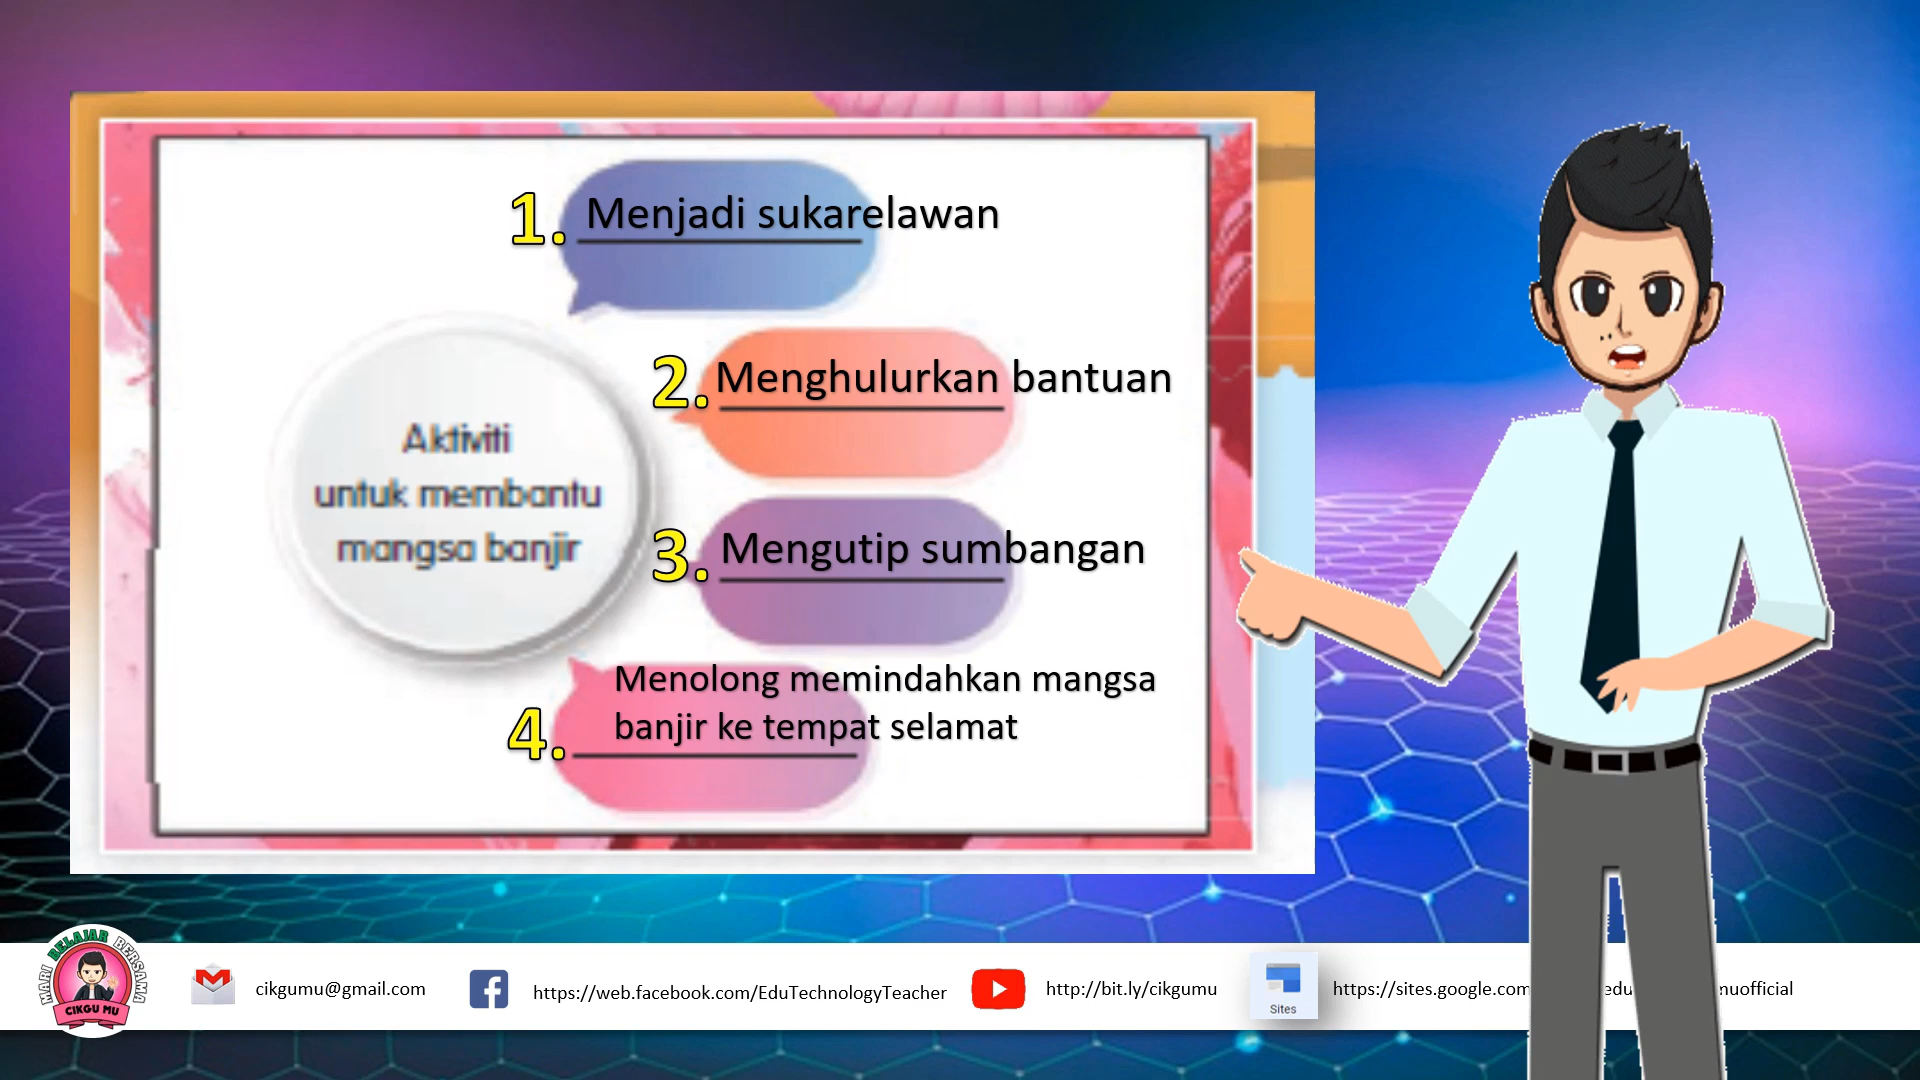 1. Menjadi sukarelawan
2. Menghulurkan bantuan
Aktiviti
untuk membantu
mangsa banjir
3. Mengutip sumbangan
Menolong memindahkan mangsa
4. banjir ke tempat selamat
MARI BELAJAR BERSAMA
CIKGU MU
cikgumu@gmail.com
https://web.facebook.com/EduTechnologyTeacher
http://bit.ly/cikgumu
Sites
https://sites.google.com